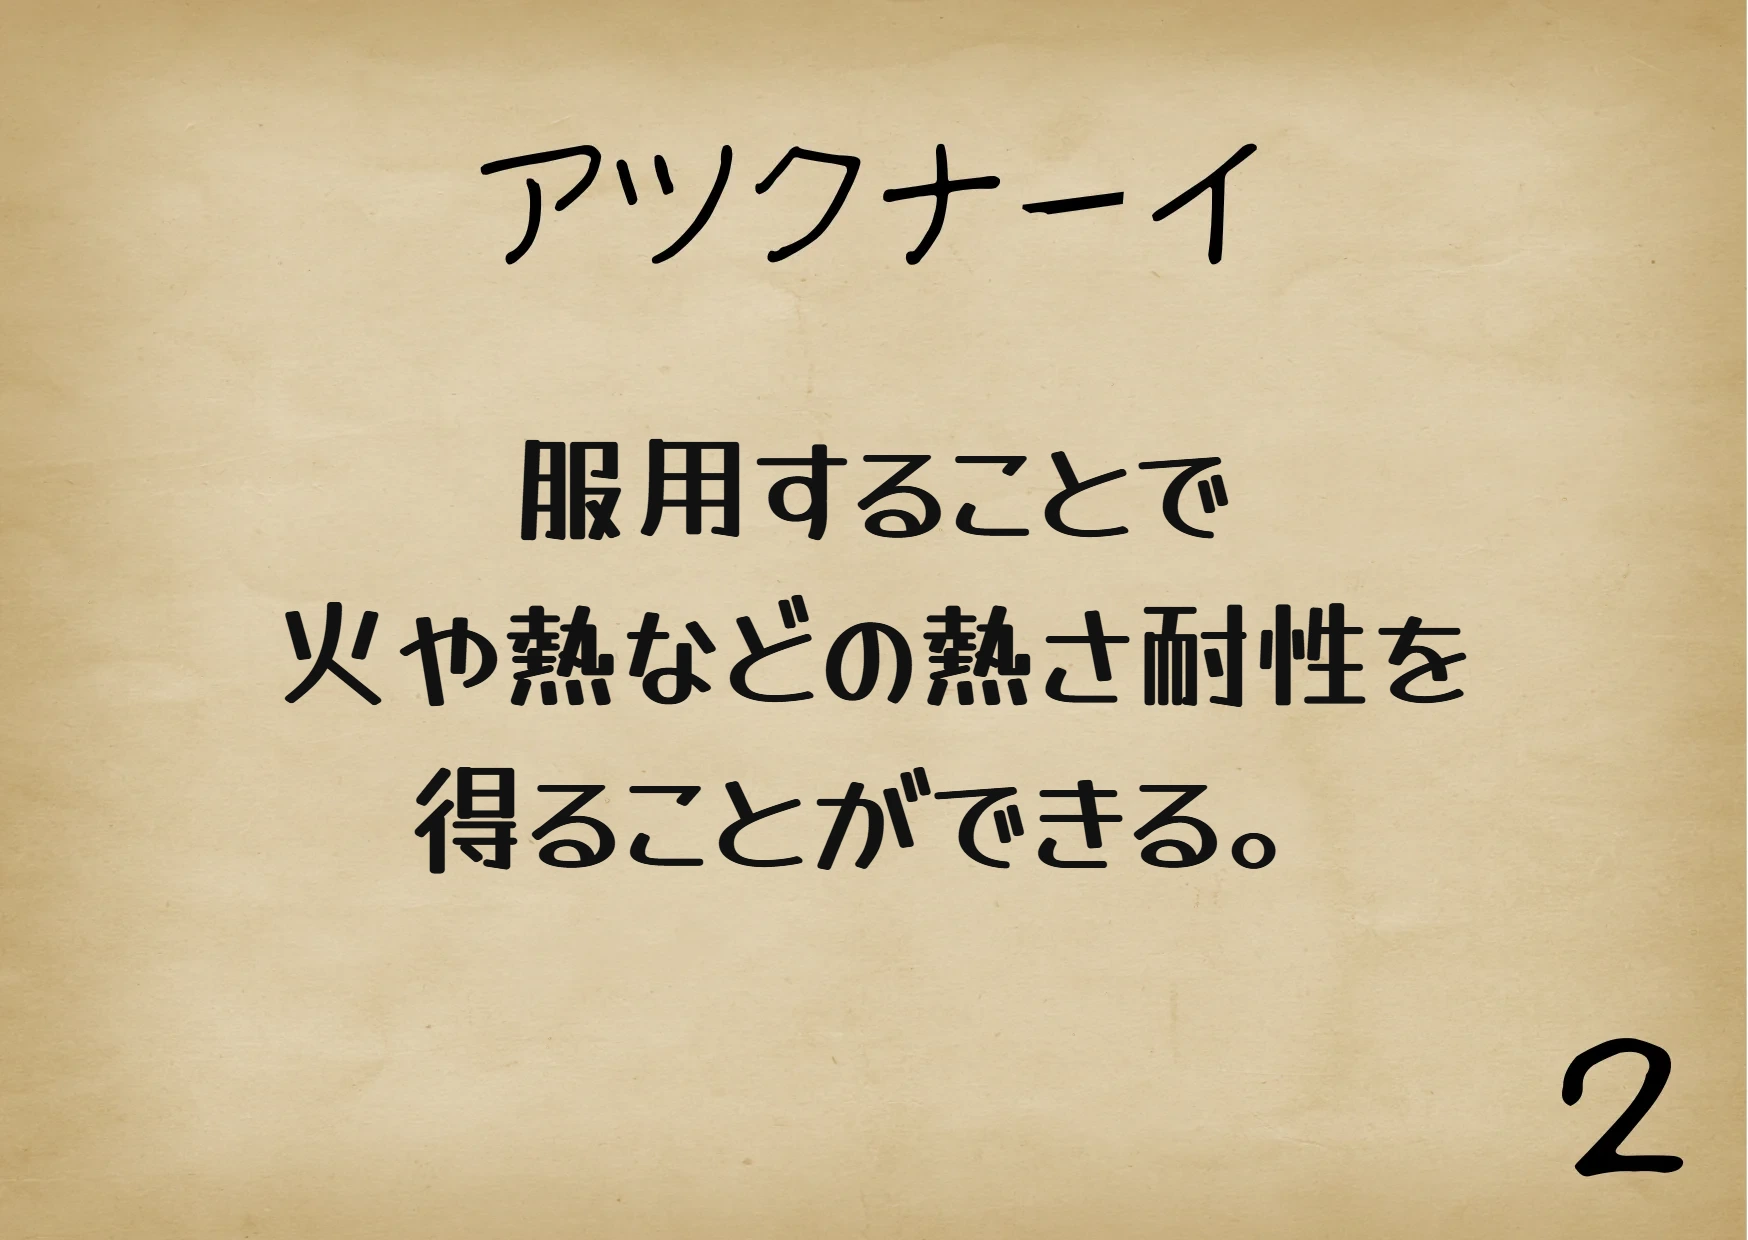 アツクナーイ
服用することで
火や熱などの熱さ耐性を
得ることができる。
2